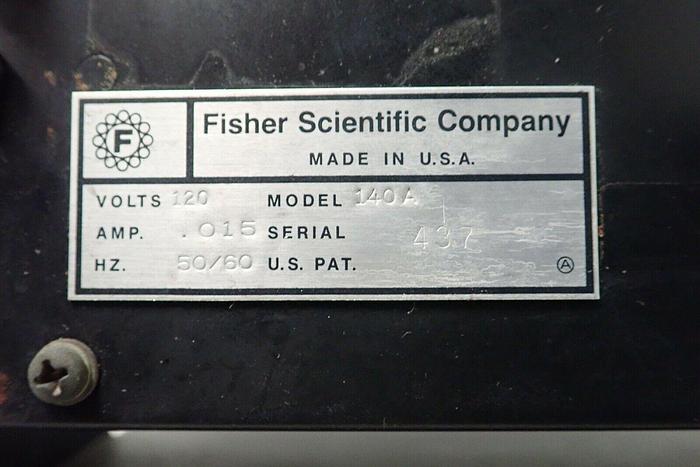 F
Fisher Scientific Company
MADE IN U.S.A.
VOLTS 120 MODEL 140A
AMP. .015 SERIAL 437
HZ. 50/60 U.S. PAT.
A